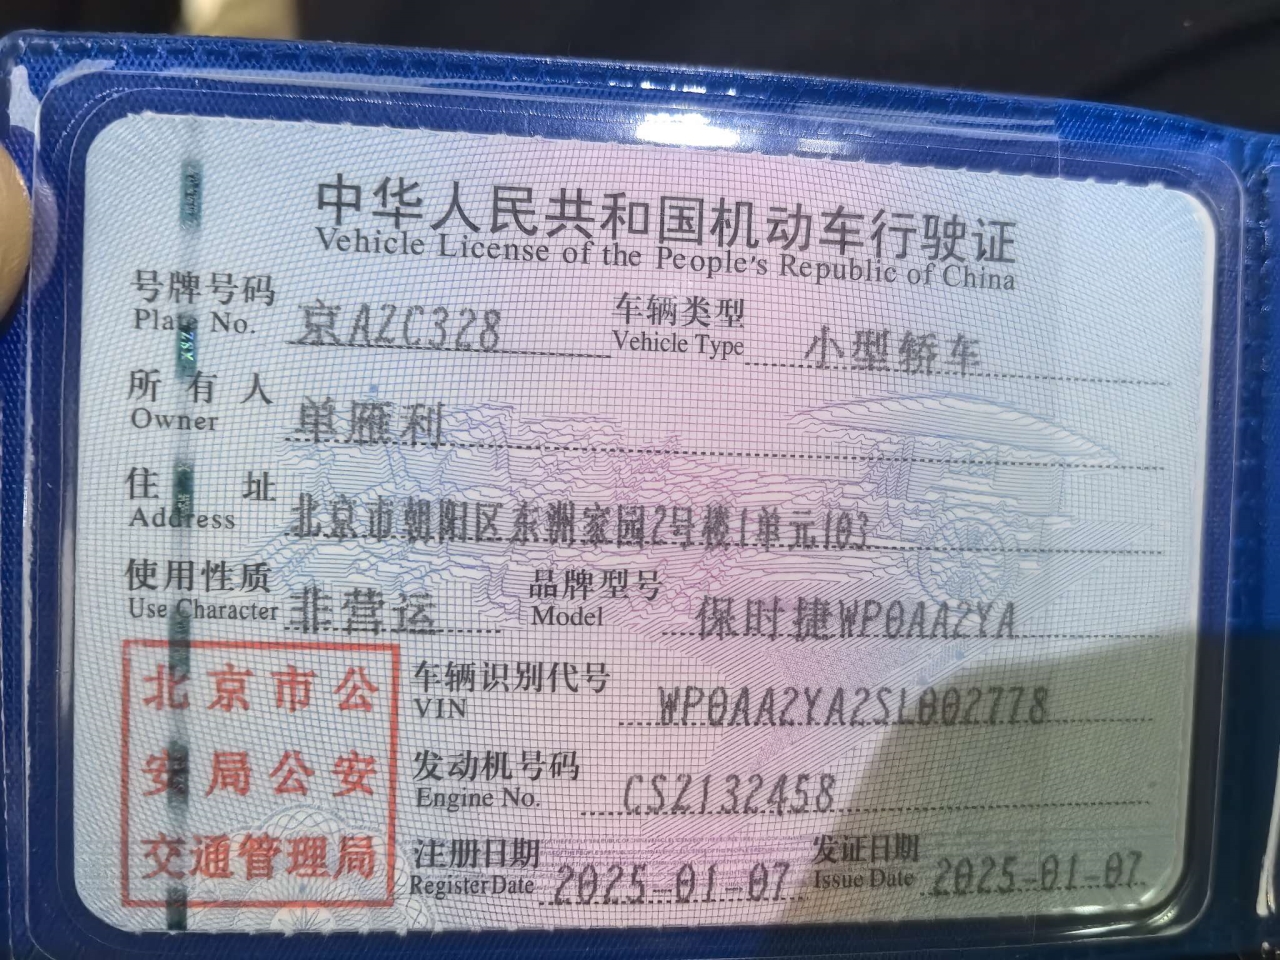 中华人民共和国机动车行驶证
Vehicle License of the People's Republic of China
号牌号码 京AZC328 车辆类型 小型轿车
Plate No. Vehicle Type
所有人 单雁利
Owner
住址 北京市朝阳区东洲家园2号楼1单元103
Address
使用性质 非营运 品牌型号 保时捷WP0AA2YA
Use Character Model
北京市公
安局公安
交通管理局
车辆识别代号 WP0AA2YA2SL002778
VIN
发动机号码 CSZ132458
Engine No.
注册日期 2025-01-07 发证日期 2025-01-07
Register Date Issue Date